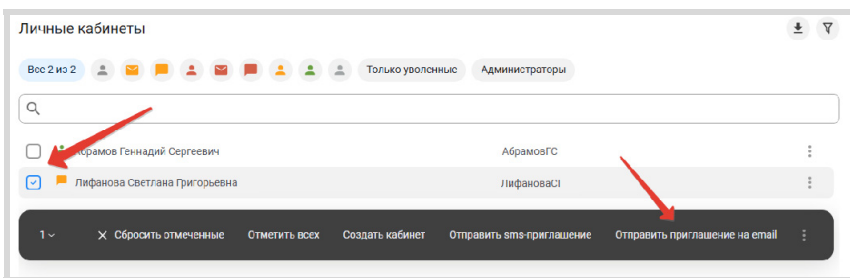 Личные кабинеты
Все 2 из 2 Только уволенные Администраторы
Абрамов Геннадий Сергеевич АбрамовГС
Лифанова Светлана Григорьевна ЛифановаСГ
1 Сбросить отмеченные Отметить всех Создать кабинет Отправить sms-приглашение Отправить приглашение на email